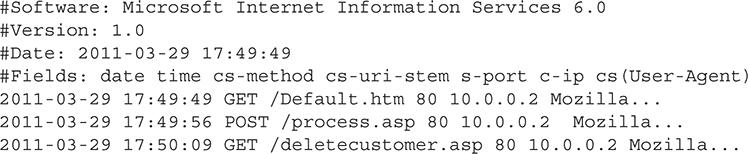 #Software: Microsoft Internet Information Services 6.0
#Version: 1.0
#Date: 2011-03-29 17:49:49
#Fields: date time cs-method cs-uri-stem s-port c-ip cs(User-Agent)
2011-03-29 17:49:49 GET /Default.htm 80 10.0.0.2 Mozilla...
2011-03-29 17:49:56 POST /process.asp 80 10.0.0.2  Mozilla...
2011-03-29 17:50:09 GET /deletecustomer.asp 80 10.0.0.2 Mozilla...